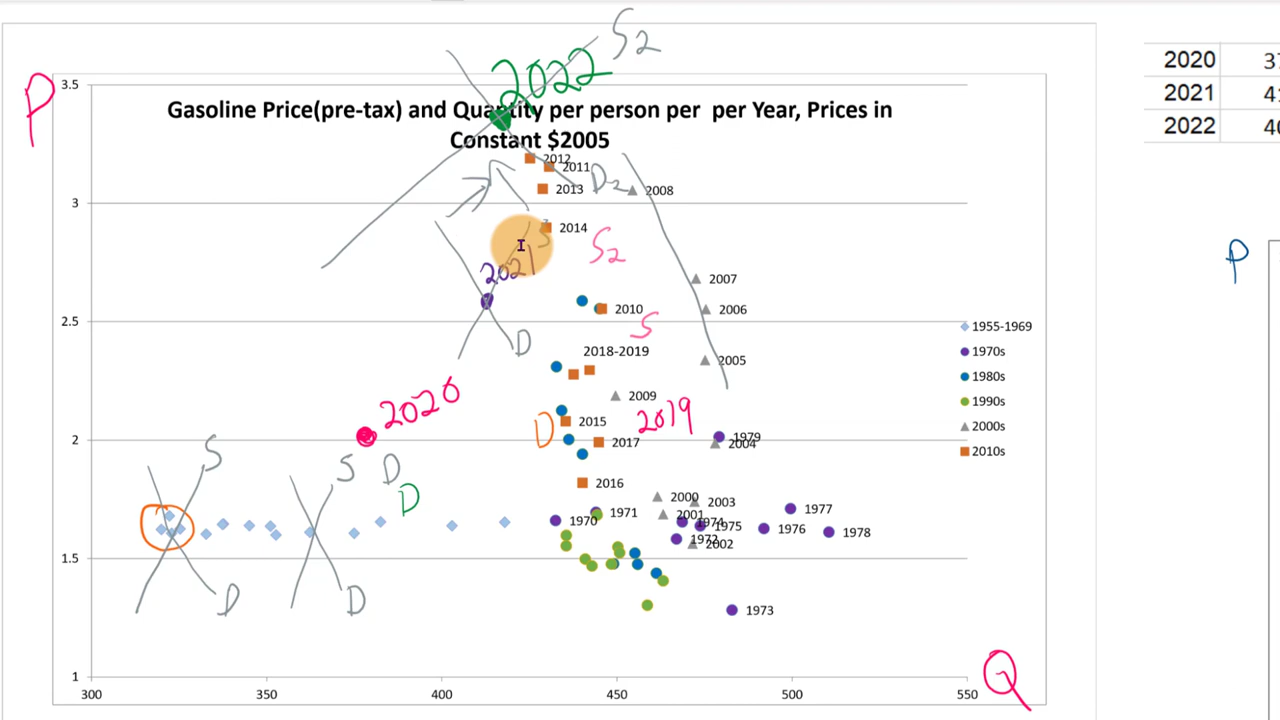 S2
2022
2020 37
2021 41
2022 40
P
3.5
Gasoline Price(pre-tax) and Quantity per person per per Year, Prices in
Constant $2005
2012
2011
2013
D2
2008
3
2014
S
S2
P
2021
2007
2.5
2010
2006
S
1955-1969
D
2018-2019
1970s
2005
1980s
2009
1990s
2020
2019
2000s
D
2015
2
2017
1979
2004
2010s
S
S
D
D
2016
2000
2003
1970
1971
2001
1974
1975
1977
1976
1978
1972
2002
1.5
D
D
1973
1
Q
300
350
400
450
500
550